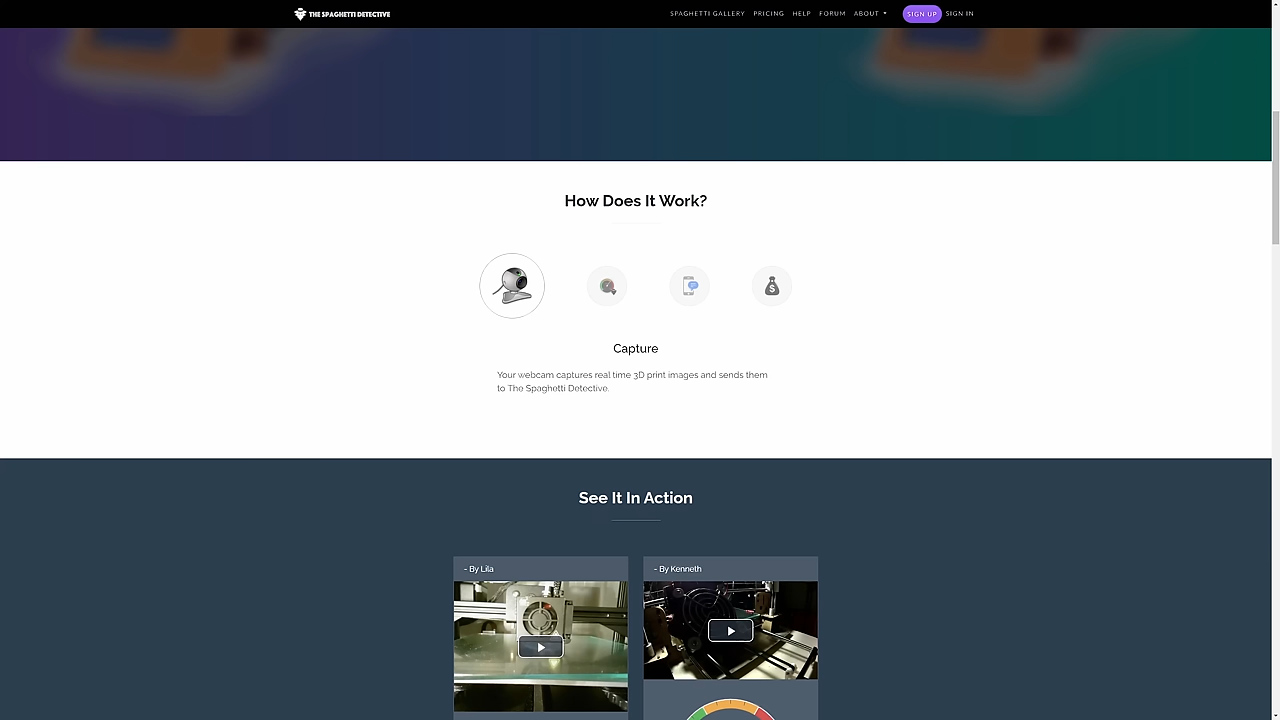 THE SPAGHETTI DETECTIVE
SPAGHETTI GALLERY PRICING HELP FORUM ABOUT SIGN UP SIGN IN
How Does It Work?
$
Capture
Your webcam captures real time 3D print images and sends them
to The Spaghetti Detective.
See It In Action
- By Lila
- By Kenneth